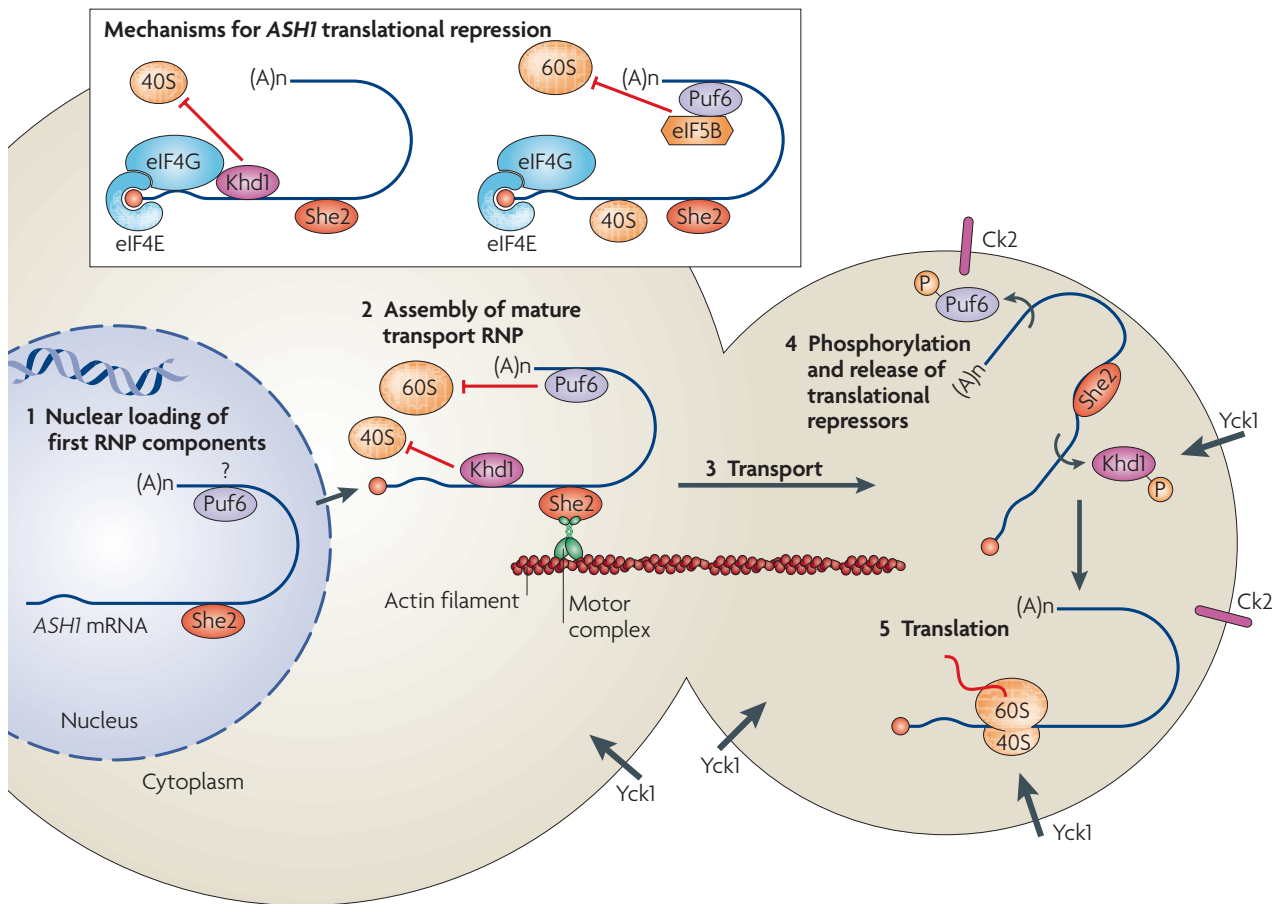 Mechanisms for ASH1 translational repression
40S
(A)n
eIF4G
Khd1
She2
eIF4E
60S
(A)n
Puf6
eIF5B
eIF4G
40S
She2
eIF4E
1 Nuclear loading of
first RNP components
?
(A)n
Puf6
ASH1 mRNA
She2
Nucleus
Cytoplasm
2 Assembly of mature
transport RNP
(A)n
60S
Puf6
40S
Khd1
She2
Actin filament
Motor
complex
3 Transport
Ck2
P
Puf6
4 Phosphorylation
and release of
translational
repressors
(A)n
She2
Yck1
Khd1
P
Ck2
(A)n
5 Translation
60S
40S
Yck1
Yck1
Yck1